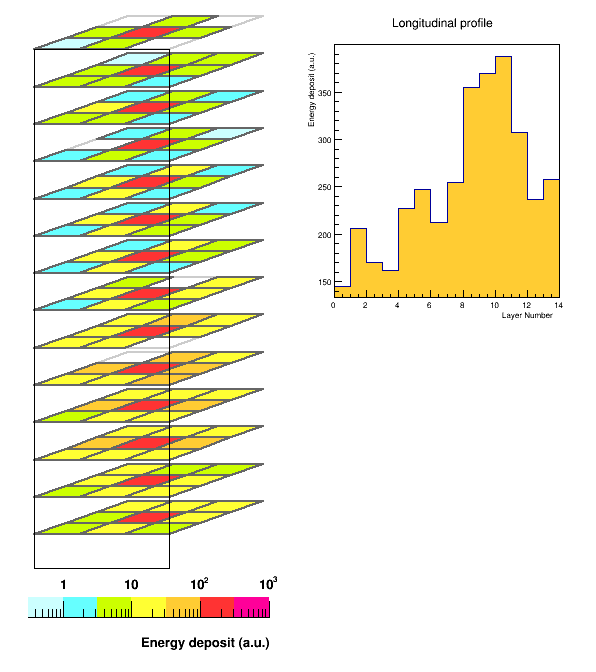 Longitudinal profile
Energy deposit (a.u.)
350
300
250
200
150
0 2 4 6 8 10 12 14
Layer Number
1 10 10² 10³
Energy deposit (a.u.)